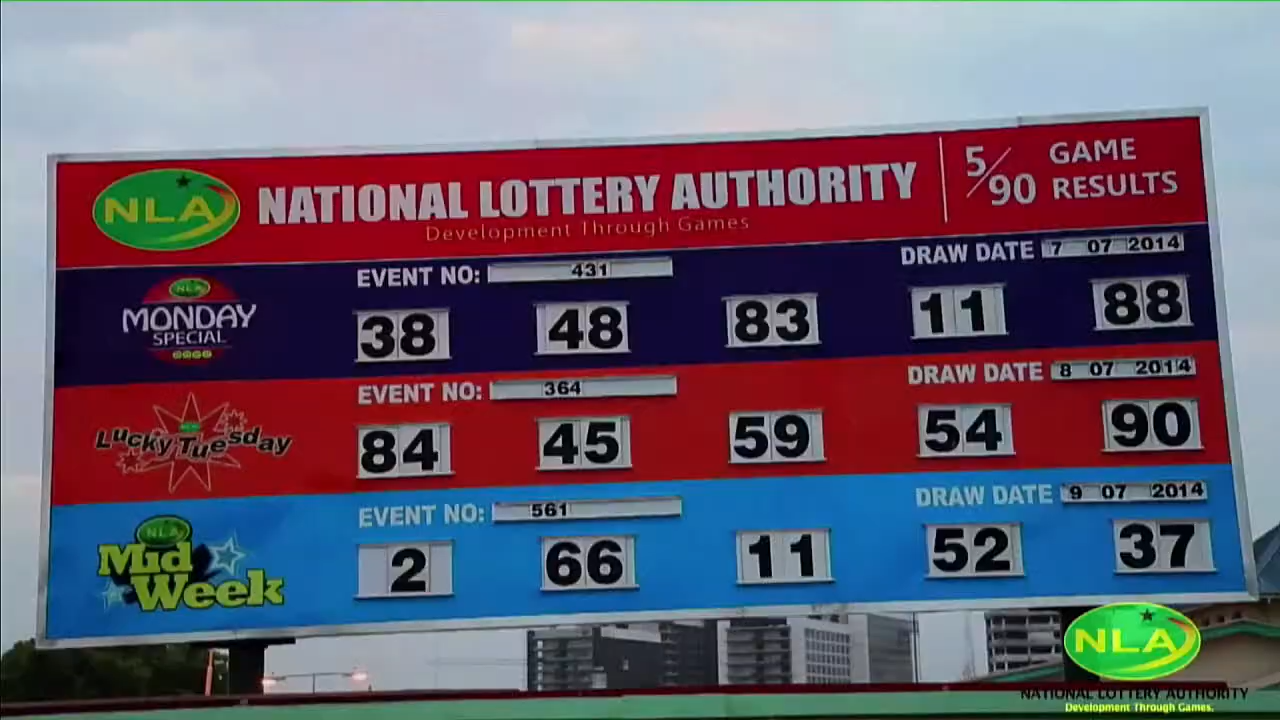 NLA
NATIONAL LOTTERY AUTHORITY
Development Through Games
5/90 GAME RESULTS
NLA
MONDAY
SPECIAL
EVENT NO: 431
DRAW DATE 7 07 2014
38 48 83 11 88
Lucky Tuesday
EVENT NO: 364
DRAW DATE 8 07 2014
84 45 59 54 90
NLA
Mid
Week
EVENT NO: 561
DRAW DATE 9 07 2014
2 66 11 52 37
NLA
NATIONAL LOTTERY AUTHORITY
Development Through Games.